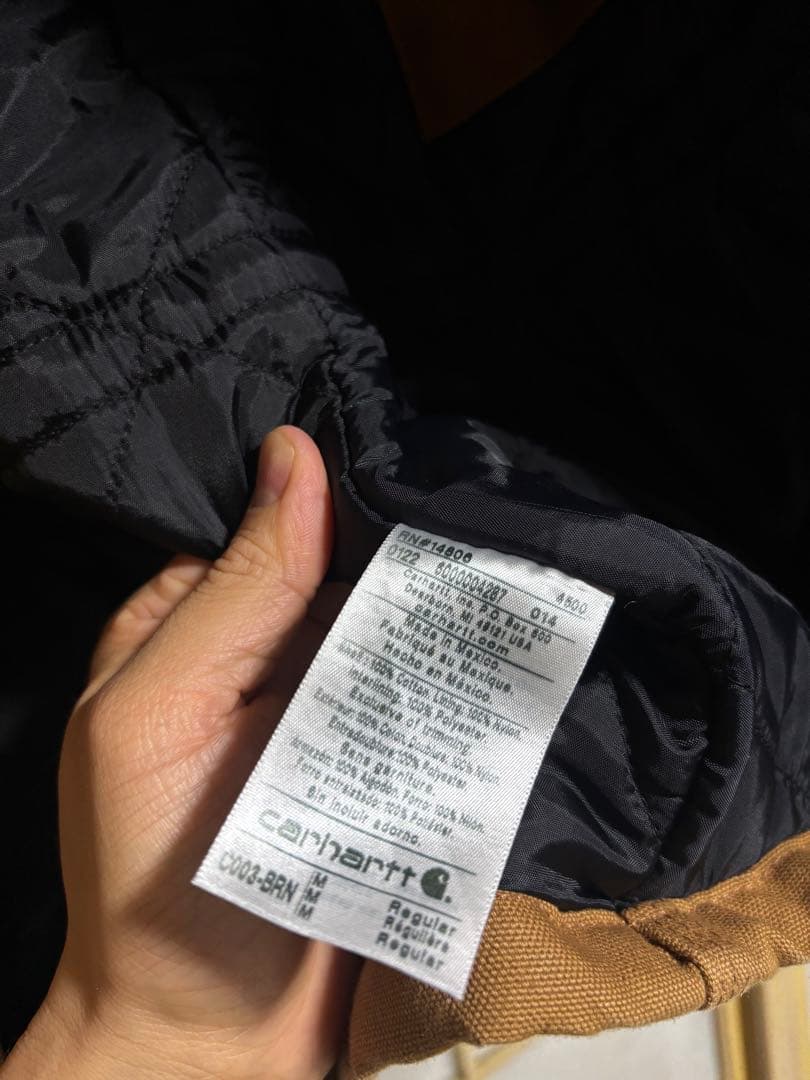 RN#14806
0122 6000004287 014 4500
Carhartt, Inc. P.O. Box 600
Dearborn, MI 48121 USA
carhartt.com
Made in Mexico.
Fabriqué au Mexique.
Hecho en México.
Shell: 100% Cotton. Lining: 100% Nylon.
Interlining: 100% Polyester
Exclusive of trimming.
Extérieur: 100% Coton. Doublure: 100% Nylon.
Entredoublure: 100% Polyester
Sans garniture.
Armazón: 100% Algodon Forro: 100% Nilon.
Forro entretelado: 100% Poliester.
Sin incluir adorno.
carhartt
C003-BRN M Regular
M Régulière
M Regular